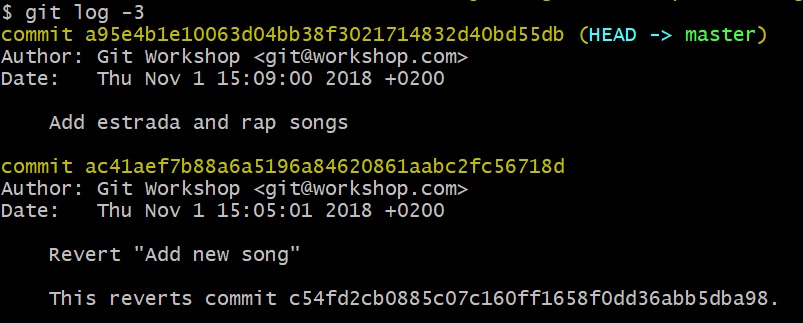 $ git log -3
commit a95e4b1e10063d04bb38f3021714832d40bd55db (HEAD -> master)
Author: Git Workshop <git@workshop.com>
Date:   Thu Nov 1 15:09:00 2018 +0200
Add estrada and rap songs
commit ac41aef7b88a6a5196a84620861aabc2fc56718d
Author: Git Workshop <git@workshop.com>
Date:   Thu Nov 1 15:05:01 2018 +0200
Revert "Add new song"
This reverts commit c54fd2cb0885c07c160ff1658f0dd36abb5dba98.